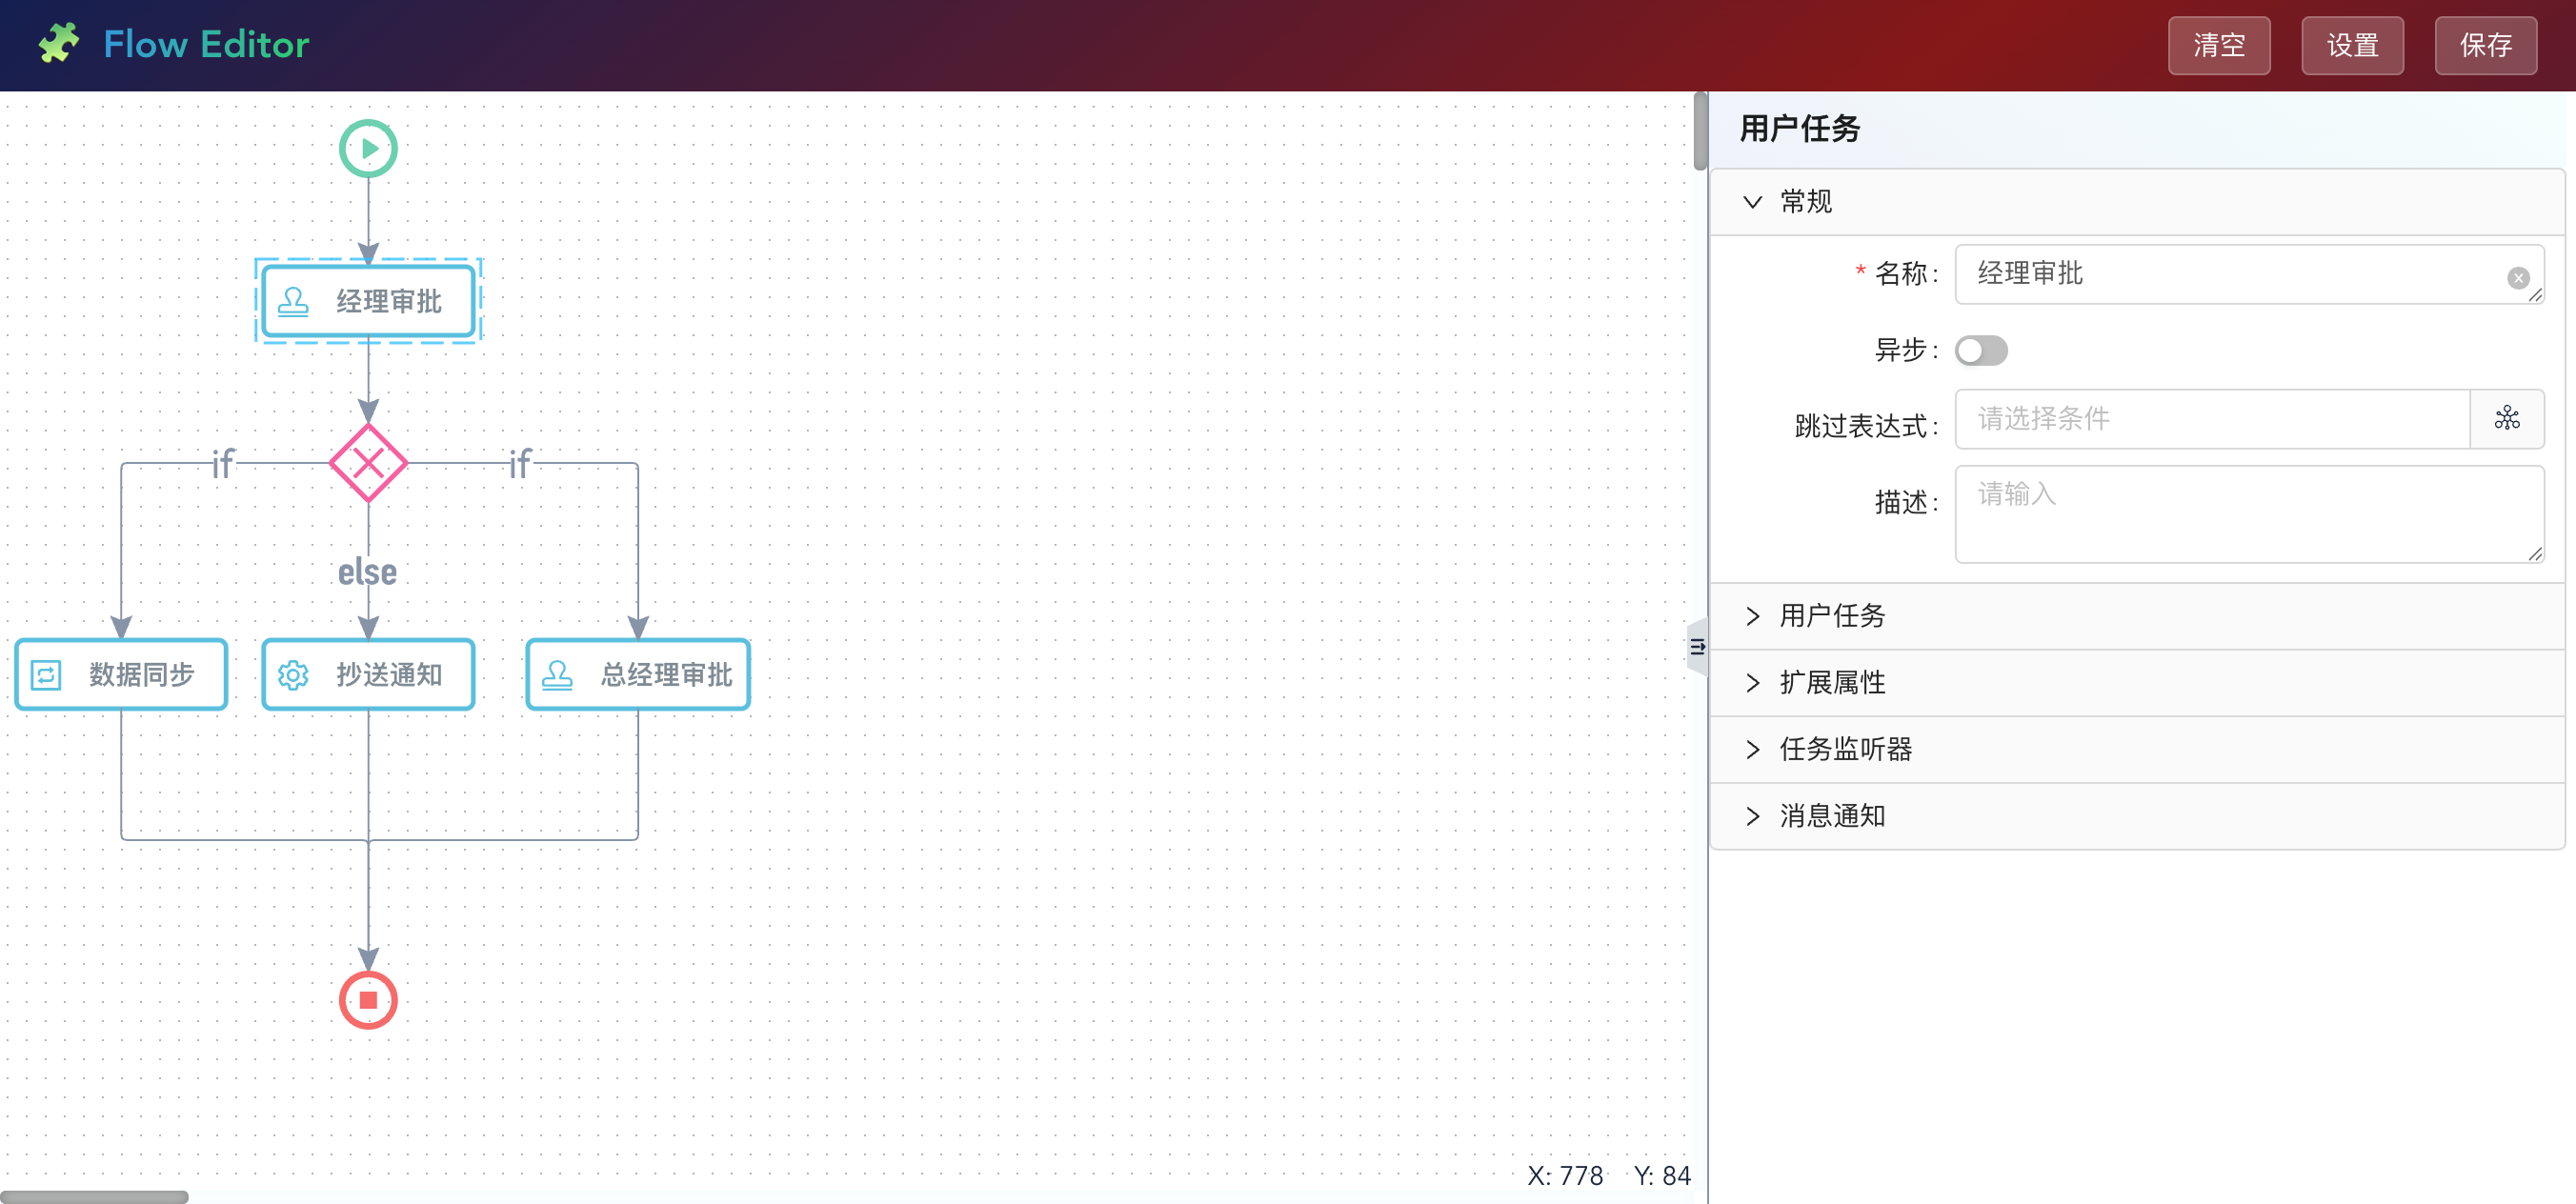 Flow Editor
清空
设置
保存
经理审批
if
if
else
数据同步
抄送通知
总经理审批
X: 778 Y: 84
用户任务
常规
* 名称 : 经理审批
异步 :
跳过表达式 : 请选择条件
描述 : 请输入
用户任务
扩展属性
任务监听器
消息通知